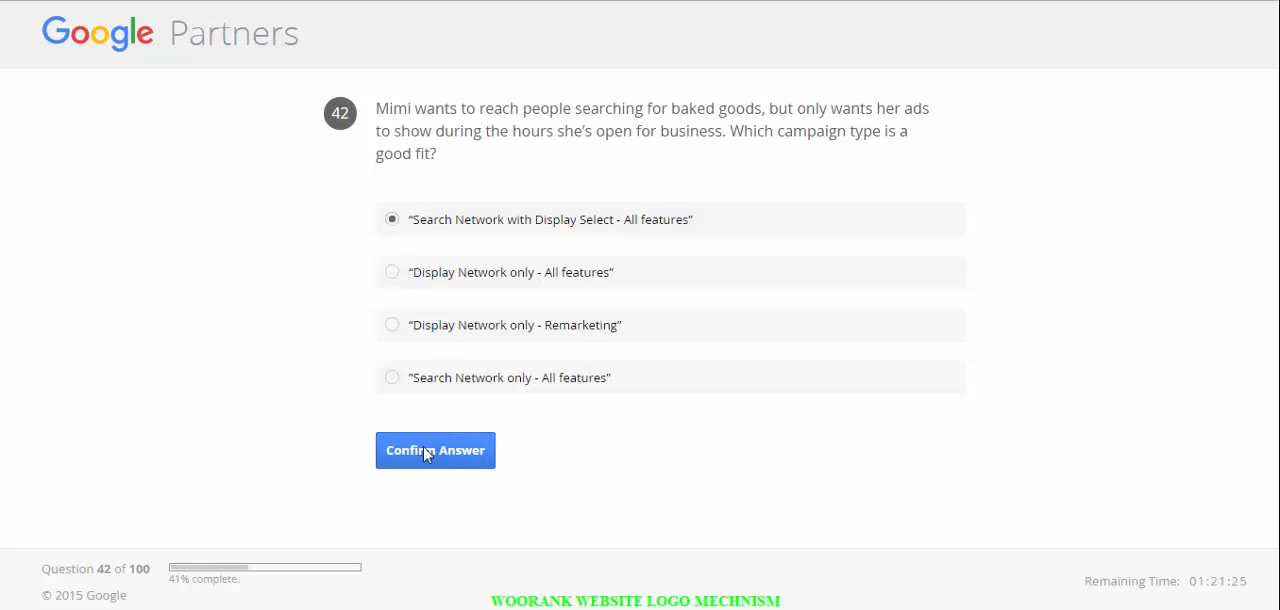 Google Partners
42
Mimi wants to reach people searching for baked goods, but only wants her ads
to show during the hours she's open for business. Which campaign type is a
good fit?
“Search Network with Display Select - All features”
“Display Network only - All features”
“Display Network only - Remarketing”
”Search Network only - All features”
Confirm Answer
Question 42 of 100
41% complete.
Remaining Time: 01:21:25
© 2015 Google
WOORANK WEBSITE LOGO MECHNISM